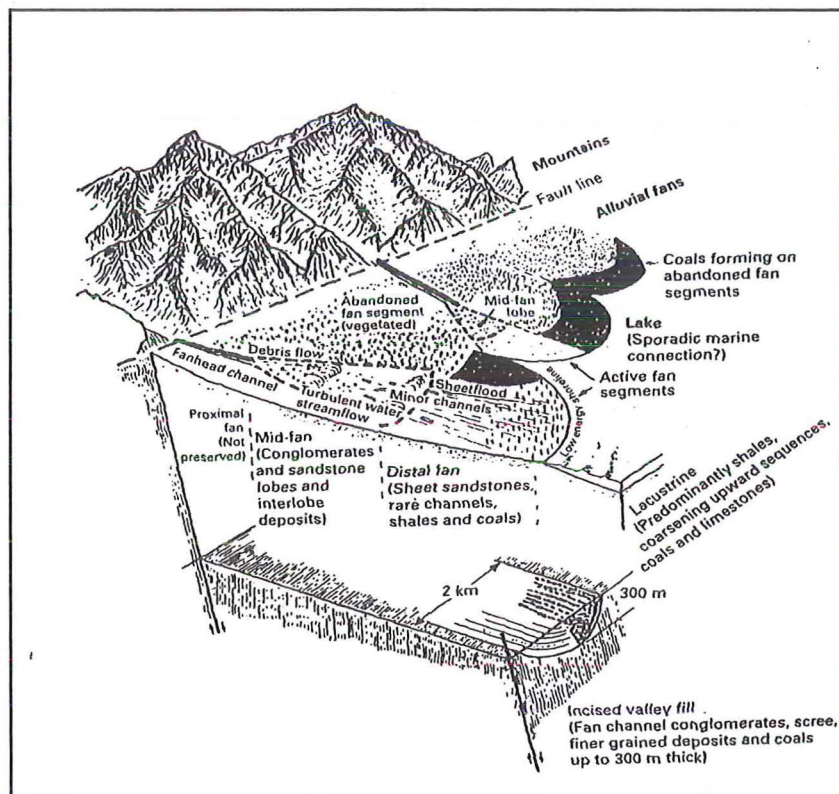 Mountains
Fault line
Alluvial fans
Coals forming on
abandoned fan
segments
Abandoned
fan segment
(vegetated)
Mid-fan
lobe
Lake
(Sporadic marine
connection?)
Active fan
segments
Debris flow
Fanhead channel
Sheetflood
Minor channels
Turbulent water
streamflow
Low energy shoreline
Proximal
fan
(Not
preserved)
Mid-fan
(Conglomerates
and sandstone
lobes and
interlobe
deposits)
Distal fan
(Sheet sandstones,
rare channels,
shales and coals)
Lacustrine
(Predominantly shales,
coarsening upward sequences,
coals and limestones)
2 km
300 m
Incised valley fill
(Fan channel conglomerates, scree,
finer grained deposits and coals
up to 300 m thick)